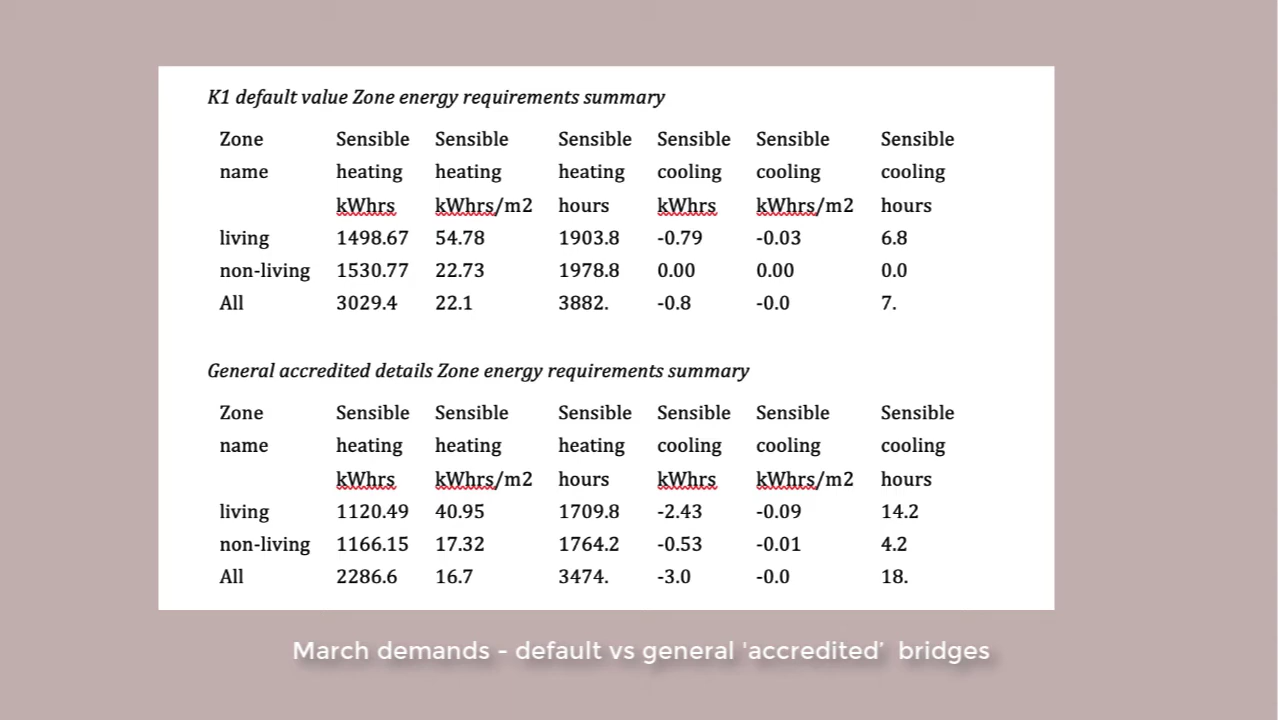 K1 default value Zone energy requirements summary
Zone Sensible Sensible Sensible Sensible Sensible Sensible
name heating heating heating cooling cooling cooling
kWhrs kWhrs/m2 hours kWhrs kWhrs/m2 hours
living 1498.67 54.78 1903.8 -0.79 -0.03 6.8
non-living 1530.77 22.73 1978.8 0.00 0.00 0.0
All 3029.4 22.1 3882. -0.8 -0.0 7.
General accredited details Zone energy requirements summary
Zone Sensible Sensible Sensible Sensible Sensible Sensible
name heating heating heating cooling cooling cooling
kWhrs kWhrs/m2 hours kWhrs kWhrs/m2 hours
living 1120.49 40.95 1709.8 -2.43 -0.09 14.2
non-living 1166.15 17.32 1764.2 -0.53 -0.01 4.2
All 2286.6 16.7 3474. -3.0 -0.0 18.
March demands - default vs general 'accredited’ bridges